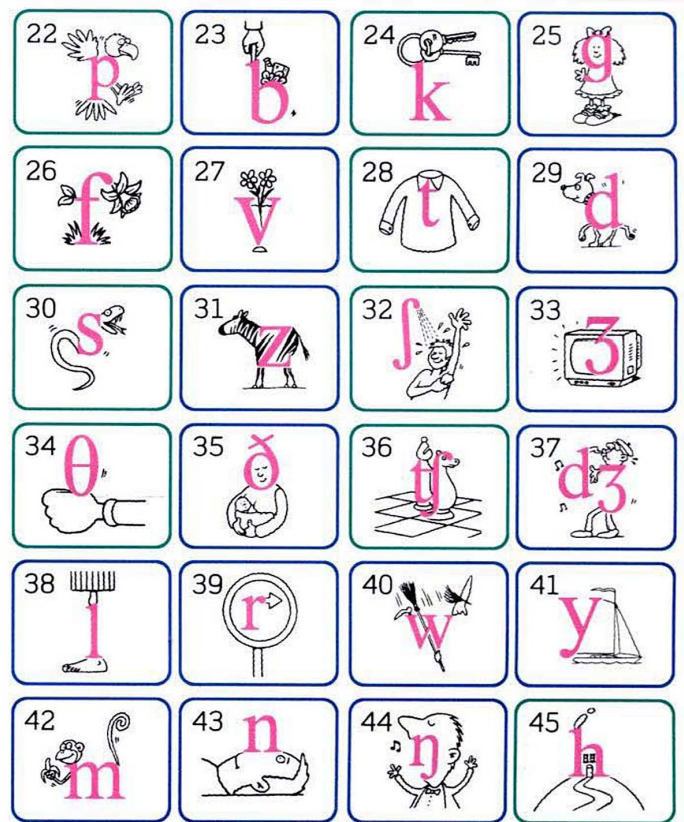 22 p
23 b
24 k
25 g
26 f
27 v
28 t
29 d
30 s
31 z
32 ʃ
33 ʒ
34 θ
35 ð
36 tʃ
37 dʒ
38 l
39 r
40 w
41 y
42 m
43 n
44 ŋ
45 h